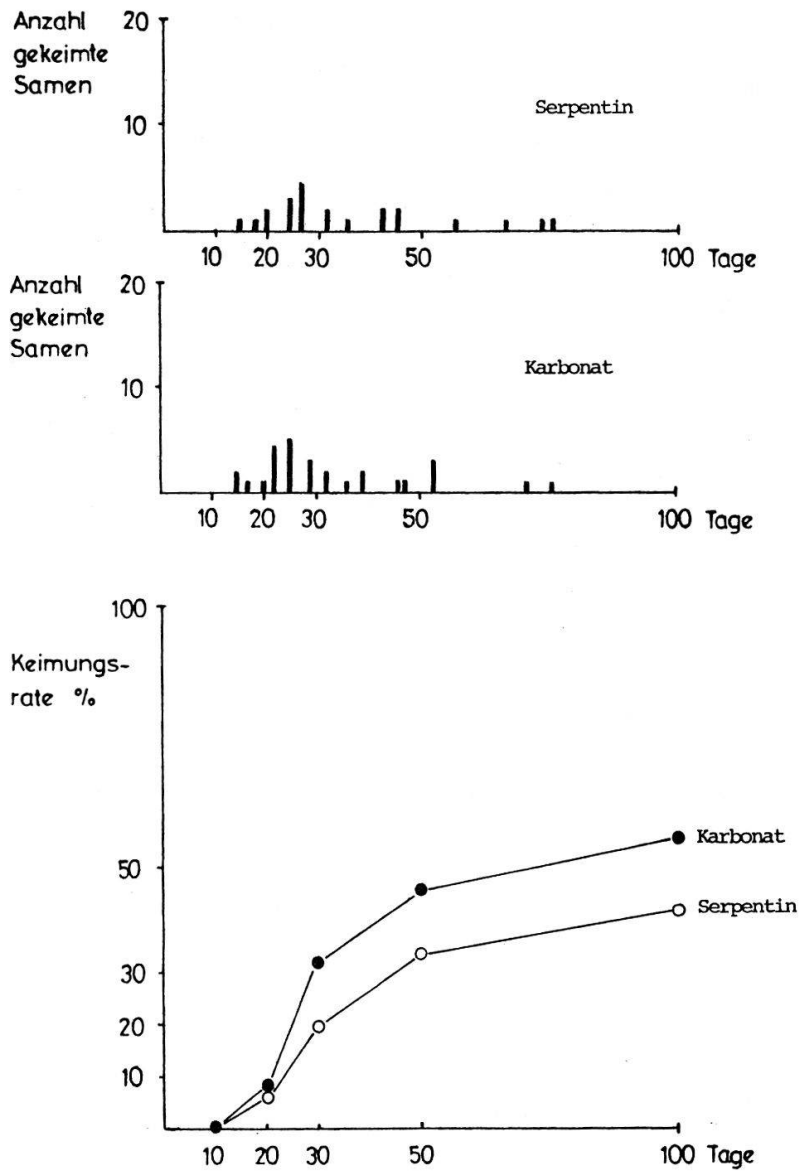 Anzahl
gekeimte
Samen
20
10
Serpentin
10 20 30 50 100 Tage
Anzahl
gekeimte
Samen
20
10
Karbonat
10 20 30 50 100 Tage
Keimungs-
rate %
100
50
30
20
10
Karbonat
Serpentin
10 20 30 50 100 Tage